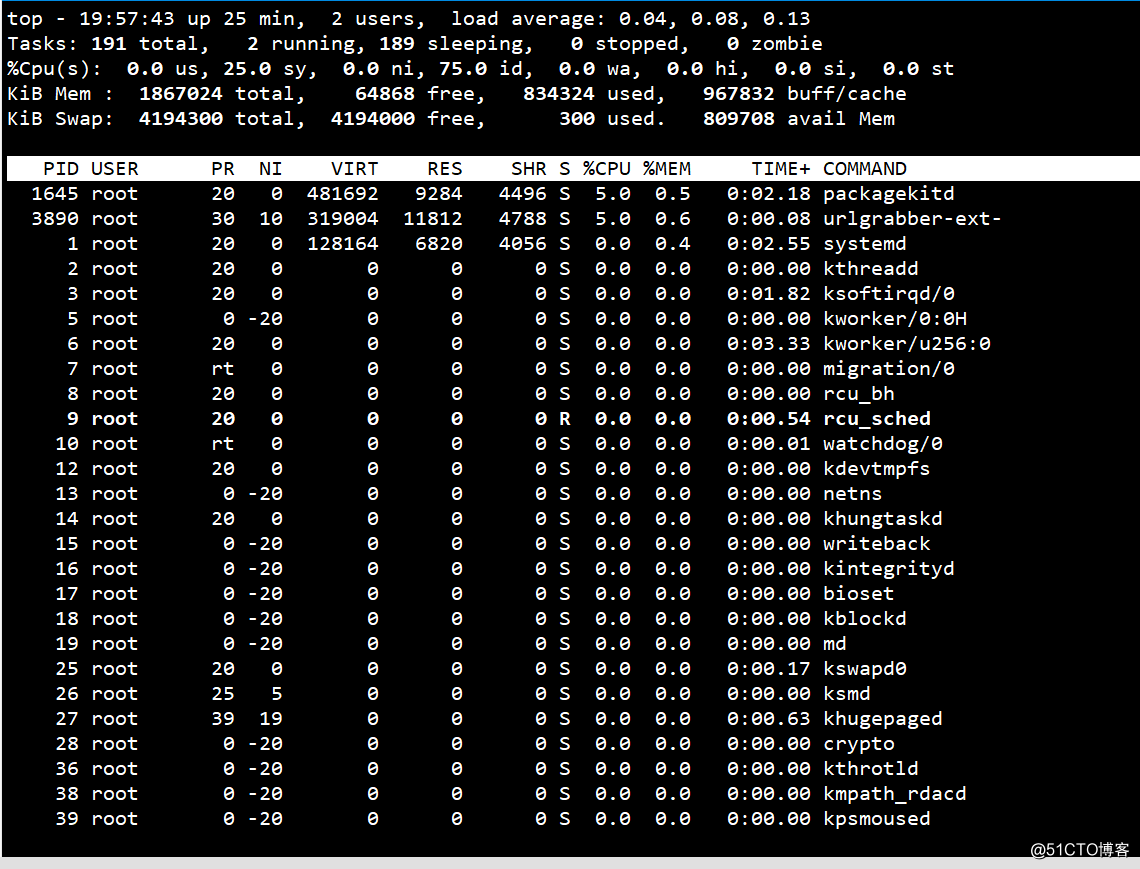 top - 19:57:43 up 25 min,  2 users,  load average: 0.04, 0.08, 0.13
Tasks: 191 total,   2 running, 189 sleeping,   0 stopped,   0 zombie
%Cpu(s):  0.0 us, 25.0 sy,  0.0 ni, 75.0 id,  0.0 wa,  0.0 hi,  0.0 si,  0.0 st
KiB Mem :  1867024 total,    64868 free,   834324 used,   967832 buff/cache
KiB Swap:  4194300 total,  4194000 free,      300 used.   809708 avail Mem
   PID USER      PR  NI    VIRT    RES    SHR S %CPU %MEM     TIME+ COMMAND
  1645 root      20   0  481692   9284   4496 S  5.0  0.5   0:02.18 packagekitd
  3890 root      30  10  319004  11812   4788 S  5.0  0.6   0:00.08 urlgrabber-ext-
     1 root      20   0  128164   6820   4056 S  0.0  0.4   0:02.55 systemd
     2 root      20   0       0      0      0 S  0.0  0.0   0:00.00 kthreadd
     3 root      20   0       0      0      0 S  0.0  0.0   0:01.82 ksoftirqd/0
     5 root       0 -20       0      0      0 S  0.0  0.0   0:00.00 kworker/0:0H
     6 root      20   0       0      0      0 S  0.0  0.0   0:03.33 kworker/u256:0
     7 root      rt   0       0      0      0 S  0.0  0.0   0:00.00 migration/0
     8 root      20   0       0      0      0 S  0.0  0.0   0:00.00 rcu_bh
     9 root      20   0       0      0      0 R  0.0  0.0   0:00.54 rcu_sched
    10 root      rt   0       0      0      0 S  0.0  0.0   0:00.01 watchdog/0
    12 root      20   0       0      0      0 S  0.0  0.0   0:00.00 kdevtmpfs
    13 root       0 -20       0      0      0 S  0.0  0.0   0:00.00 netns
    14 root      20   0       0      0      0 S  0.0  0.0   0:00.00 khungtaskd
    15 root       0 -20       0      0      0 S  0.0  0.0   0:00.00 writeback
    16 root       0 -20       0      0      0 S  0.0  0.0   0:00.00 kintegrityd
    17 root       0 -20       0      0      0 S  0.0  0.0   0:00.00 bioset
    18 root       0 -20       0      0      0 S  0.0  0.0   0:00.00 kblockd
    19 root       0 -20       0      0      0 S  0.0  0.0   0:00.00 md
    25 root      20   0       0      0      0 S  0.0  0.0   0:00.17 kswapd0
    26 root      25   5       0      0      0 S  0.0  0.0   0:00.00 ksmd
    27 root      39  19       0      0      0 S  0.0  0.0   0:00.63 khugepaged
    28 root       0 -20       0      0      0 S  0.0  0.0   0:00.00 crypto
    36 root       0 -20       0      0      0 S  0.0  0.0   0:00.00 kthrotld
    38 root       0 -20       0      0      0 S  0.0  0.0   0:00.00 kmpath_rdacd
    39 root       0 -20       0      0      0 S  0.0  0.0   0:00.00 kpsmoused
@51CTO博客